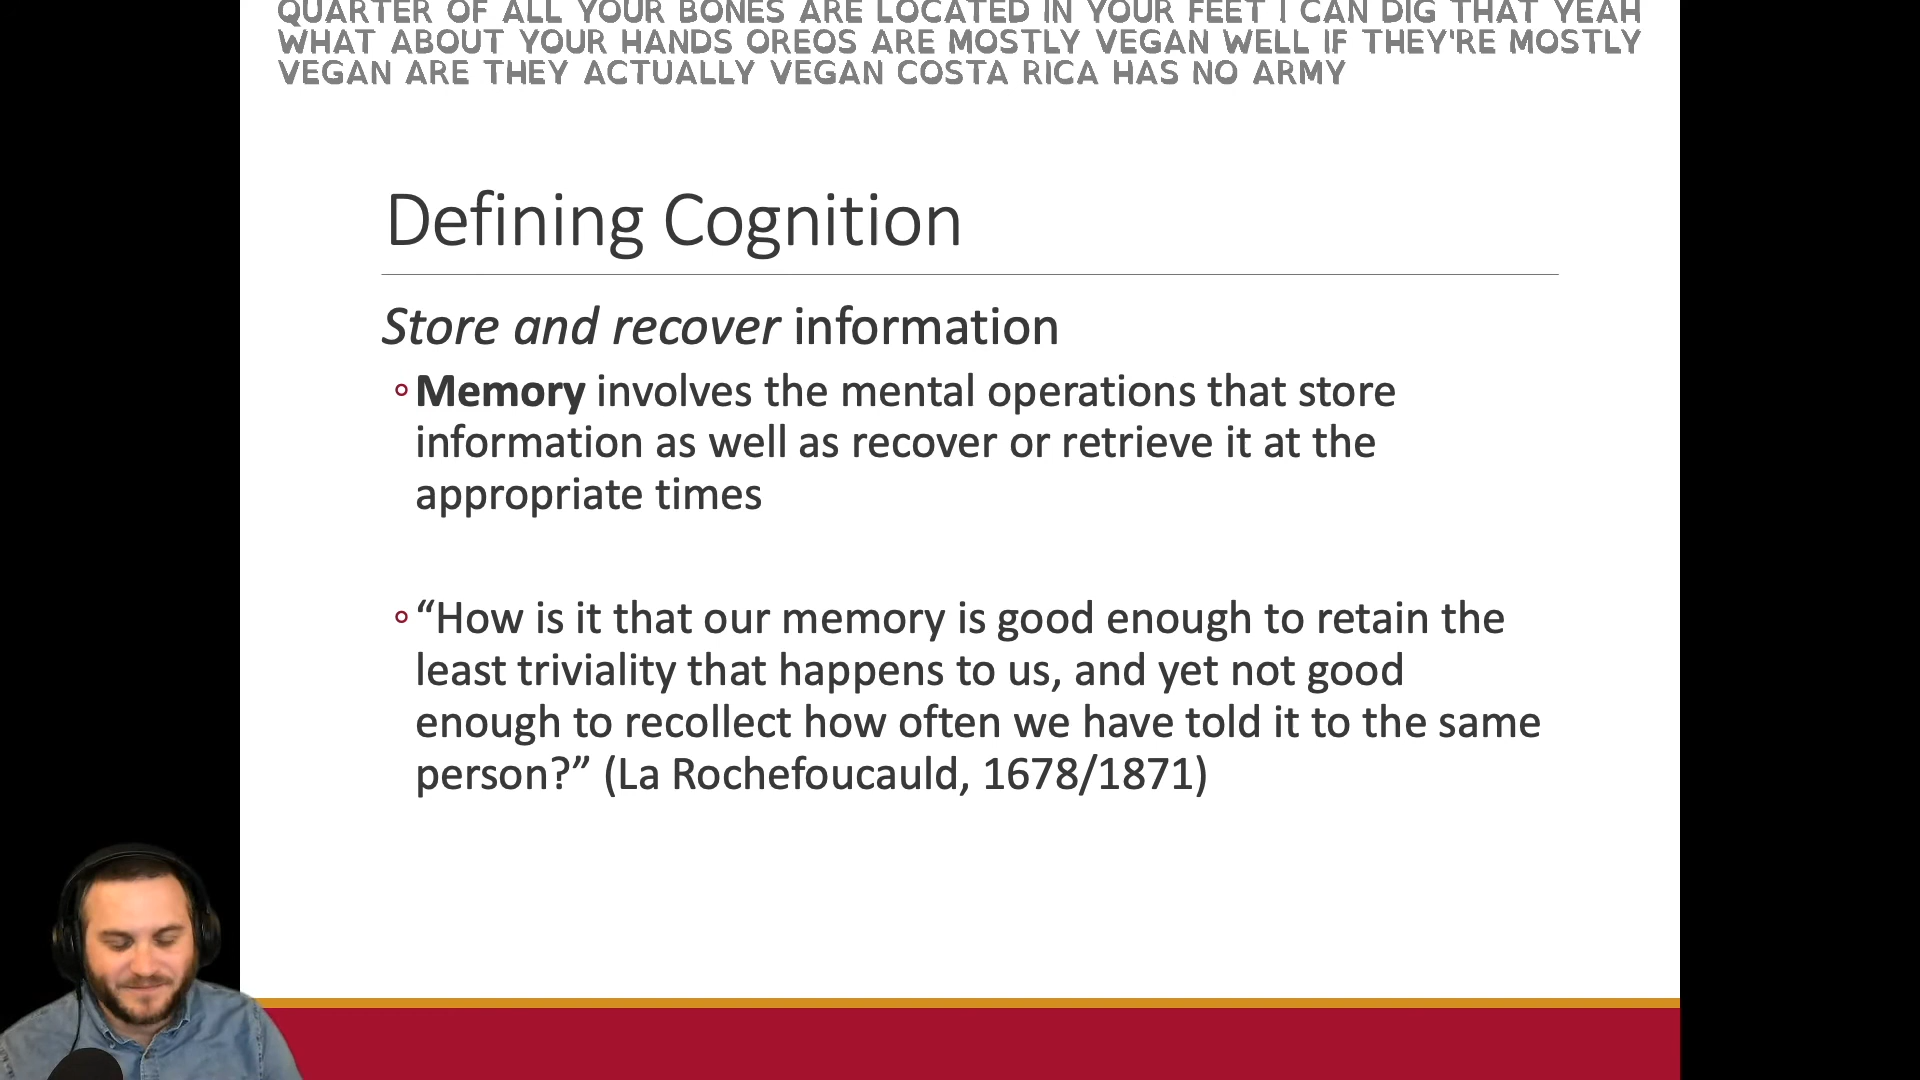 QUARTER OF ALL YOUR BONES ARE LOCATED IN YOUR FEET I CAN DIG THAT YEAH
WHAT ABOUT YOUR HANDS OREOS ARE MOSTLY VEGAN WELL IF THEY'RE MOSTLY
VEGAN ARE THEY ACTUALLY VEGAN COSTA RICA HAS NO ARMY
Defining Cognition
Store and recover information
◦Memory involves the mental operations that store
information as well as recover or retrieve it at the
appropriate times
◦“How is it that our memory is good enough to retain the
least triviality that happens to us, and yet not good
enough to recollect how often we have told it to the same
person?” (La Rochefoucauld, 1678/1871)